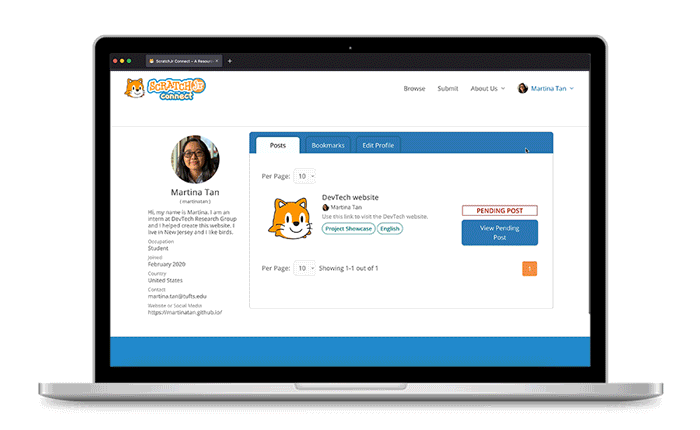 ScratchJr Connect – A Resource
SCRATCHJR
connect
Browse
Submit
About Us
Martina Tan
Martina Tan
( martinatan )
Hi, my name is Martina. I am an
intern at DevTech Research Group
and I helped create this website. I
live in New Jersey and I like birds.
Occupation
Student
Joined
February 2020
Country
United States
Contact
martina.tan@tufts.edu
Website or Social Media
https://martinatan.github.io/
Posts
Bookmarks
Edit Profile
Per Page: 10
DevTech website
Martina Tan
Use this link to visit the DevTech website.
Project Showcase
English
PENDING POST
View Pending
Post
Per Page: 10 Showing 1-1 out of 1
1